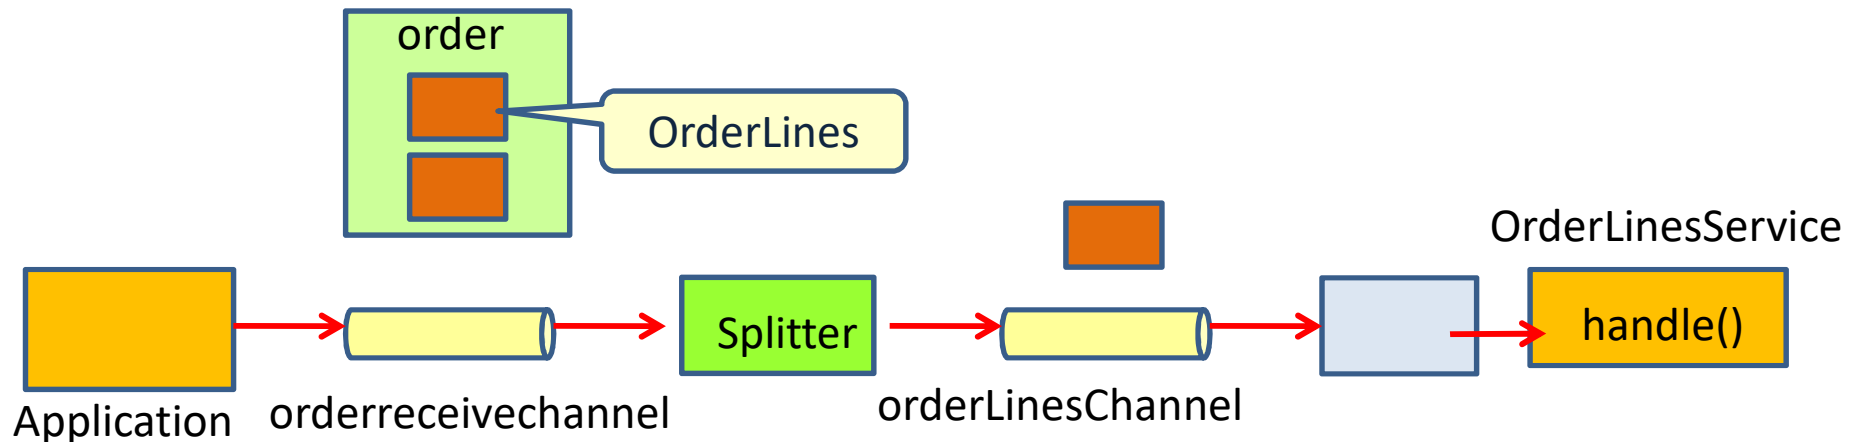 order
OrderLines
OrderLinesService
Splitter
handle()
Application
orderreceivechannel
orderLinesChannel